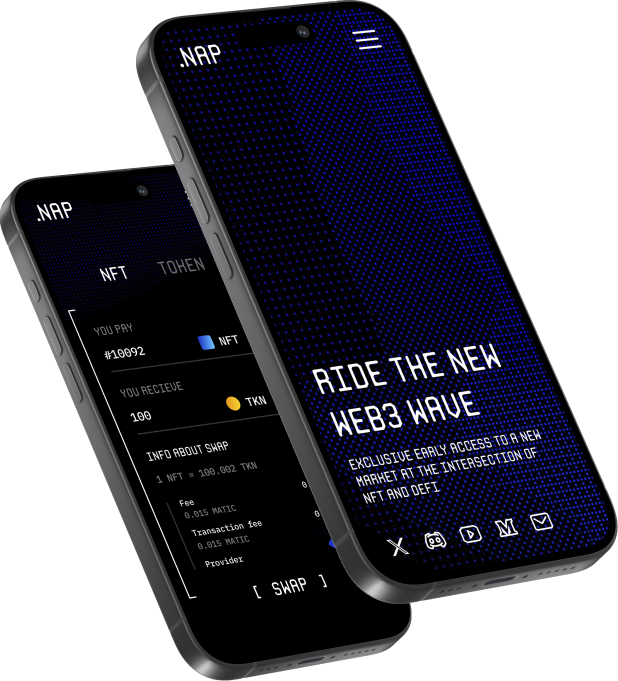 .NAP
RIDE THE NEW
WEB3 WAVE
EXCLUSIVE EARLY ACCESS TO A NEW
MARKET AT THE INTERSECTION OF
NFT AND DEFI
.NAP
NFT TOKEN
YOU PAY
#10092 NFT
YOU RECIEVE
100 TKN
INFO ABOUT SWAP
1 NFT = 100.002 TKN
Fee 0
0.015 MATIC
Transaction fee 0
0.015 MATIC
Provider
[ SWAP ]